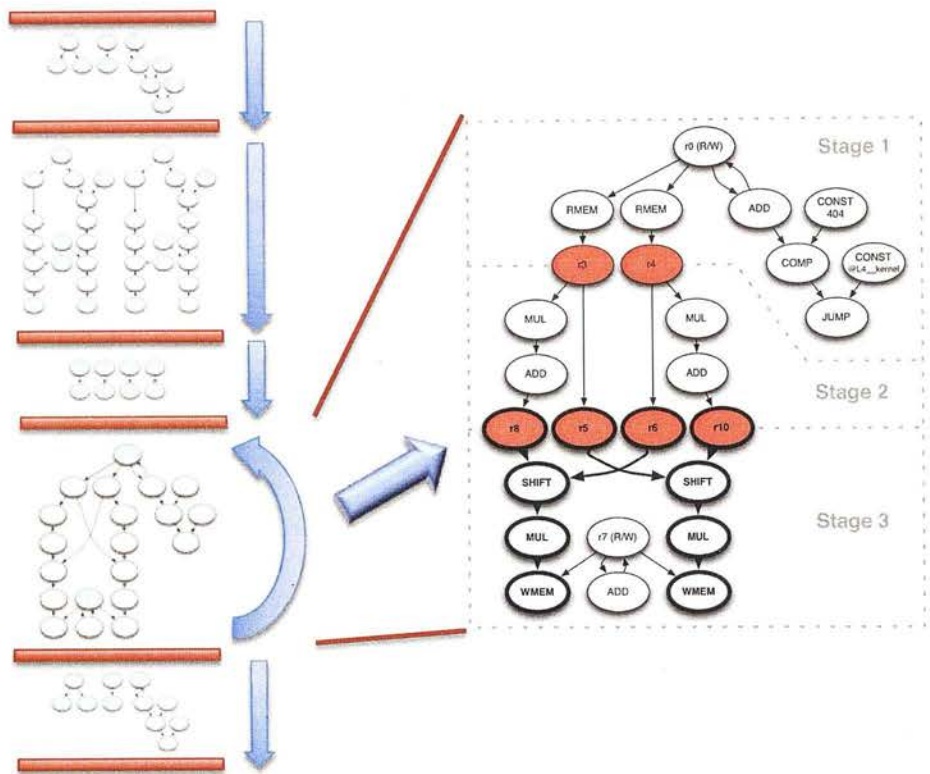 r0 (R/W)
Stage 1
RMEM
RMEM
ADD
CONST
404
r3
r4
COMP
CONST
@L4__kernel
MUL
MUL
JUMP
ADD
ADD
Stage 2
r8
r5
r6
r10
SHIFT
SHIFT
Stage 3
MUL
r7 (R/W)
MUL
WMEM
ADD
WMEM